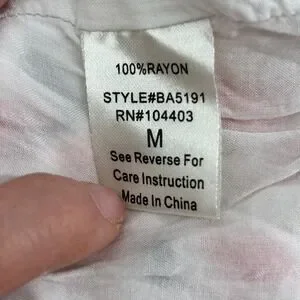 100%RAYON
STYLE#BA5191
RN#104403
M
See Reverse For
Care Instruction
Made In China